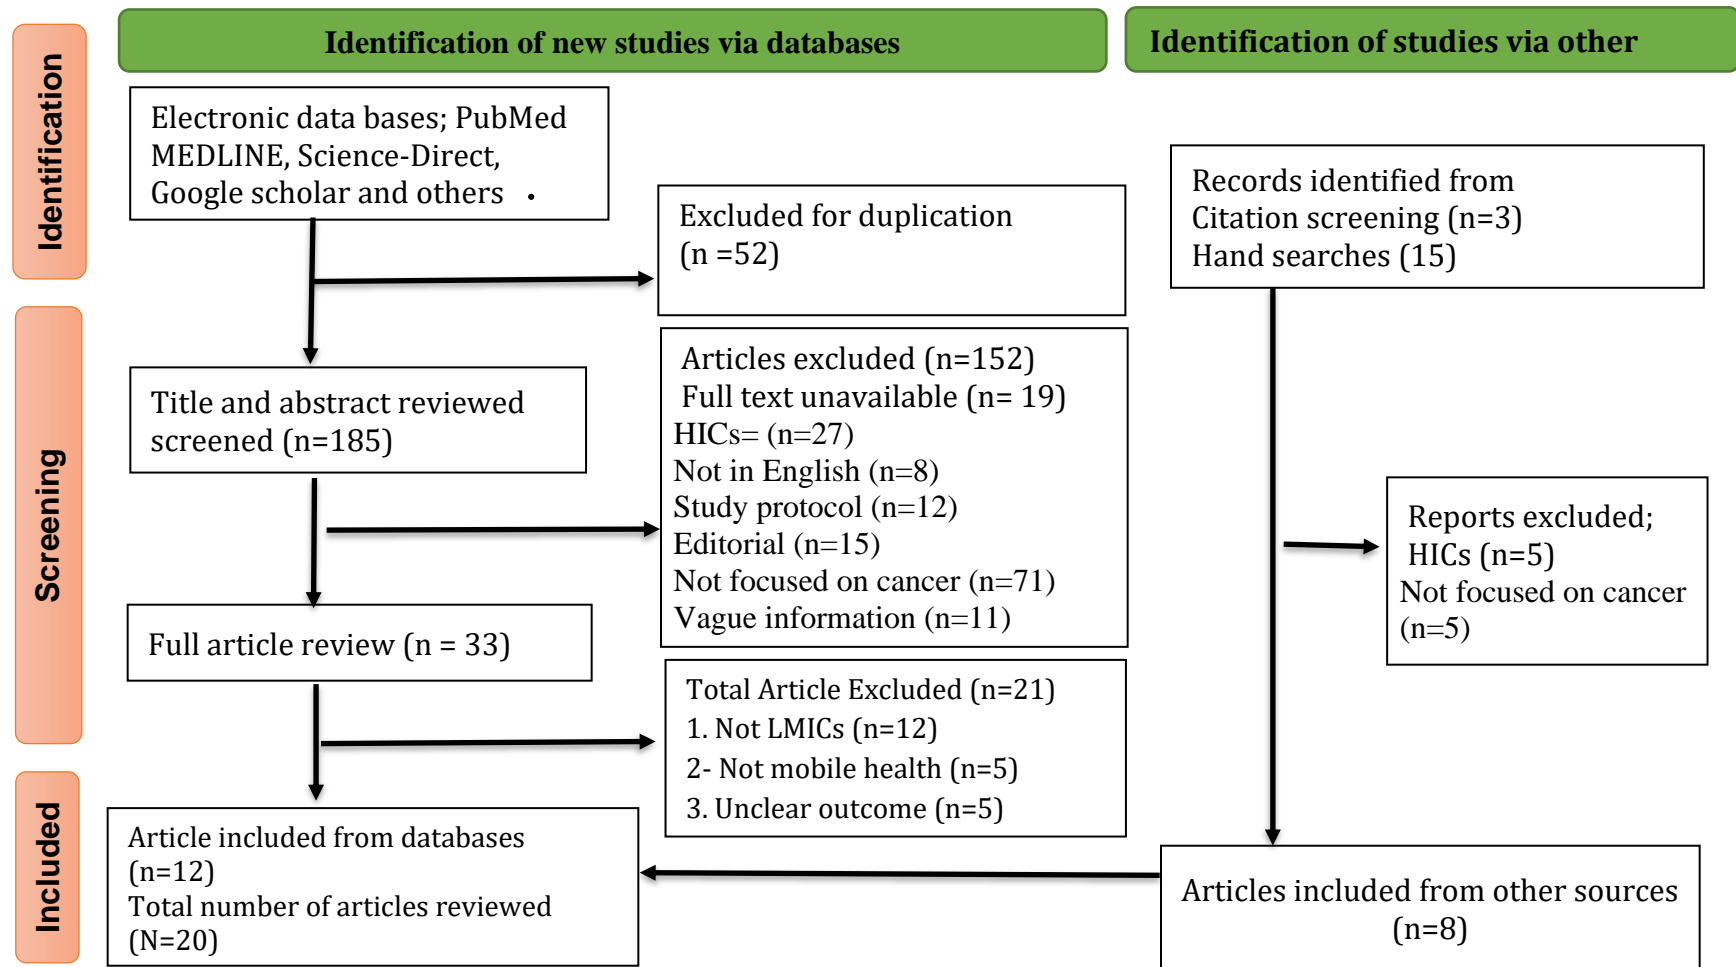 Identification of new studies via databases
Identification of studies via other
Identification
Electronic data bases; PubMed
MEDLINE, Science-Direct,
Google scholar and others .
Excluded for duplication
(n =52)
Records identified from
Citation screening (n=3)
Hand searches (15)
Screening
Title and abstract reviewed
screened (n=185)
Articles excluded (n=152)
Full text unavailable (n= 19)
HICs= (n=27)
Not in English (n=8)
Study protocol (n=12)
Editorial (n=15)
Not focused on cancer (n=71)
Vague information (n=11)
Reports excluded;
HICs (n=5)
Not focused on cancer
(n=5)
Full article review (n = 33)
Total Article Excluded (n=21)
1. Not LMICs (n=12)
2- Not mobile health (n=5)
3. Unclear outcome (n=5)
Included
Article included from databases
(n=12)
Total number of articles reviewed
(N=20)
Articles included from other sources
(n=8)